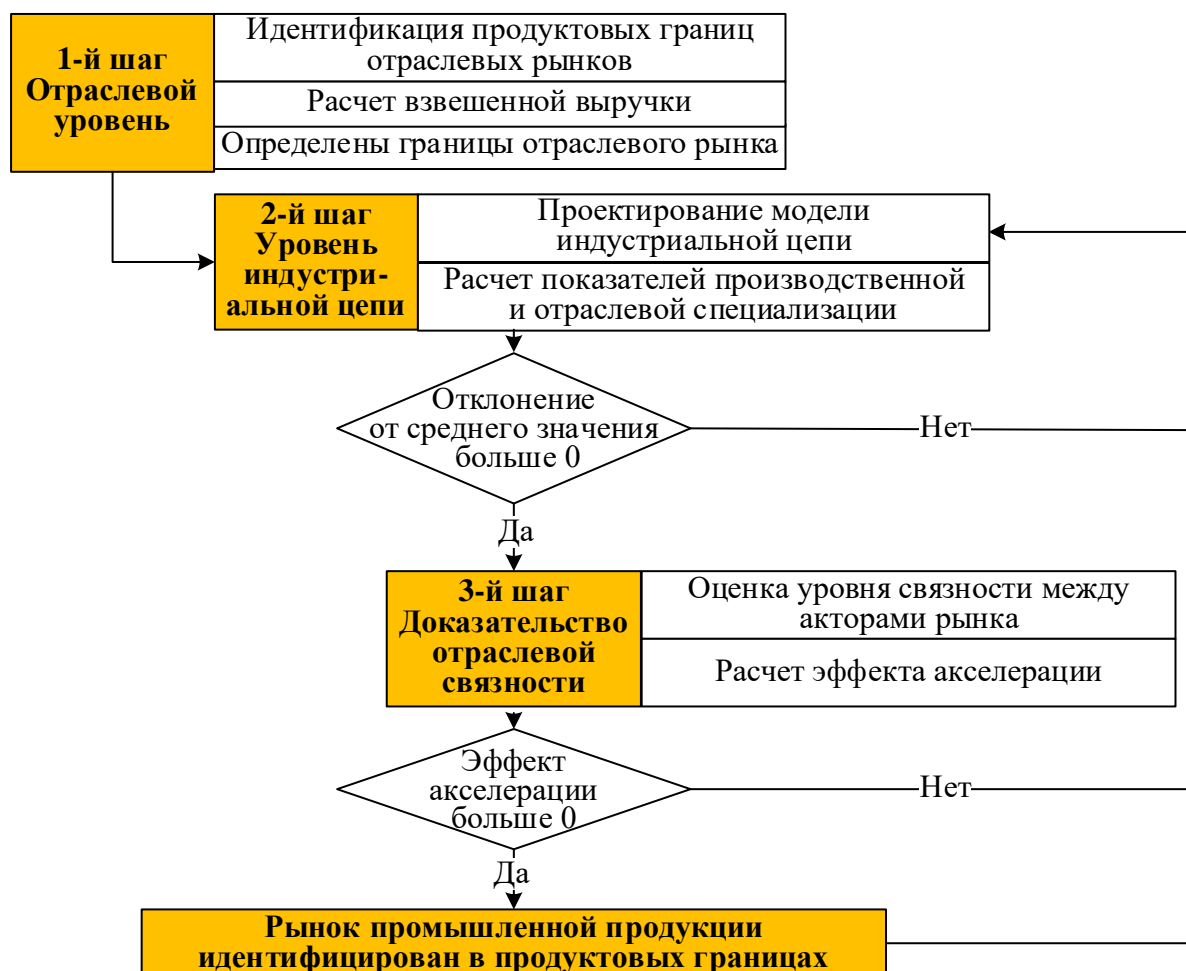 1-й шаг
Отраслевой
уровень
Идентификация продуктовых границ
отраслевых рынков
Расчет взвешенной выручки
Определены границы отраслевого рынка
2-й шаг
Уровень
индустри-
альной цепи
Проектирование модели
индустриальной цепи
Расчет показателей производственной
и отраслевой специализации
Отклонение
от среднего значения
больше 0
Нет
Да
3-й шаг
Доказательство
отраслевой
связности
Оценка уровня связности между
акторами рынка
Расчет эффекта акселерации
Эффект
акселерации
больше 0
Нет
Да
Рынок промышленной продукции
идентифицирован в продуктовых границах